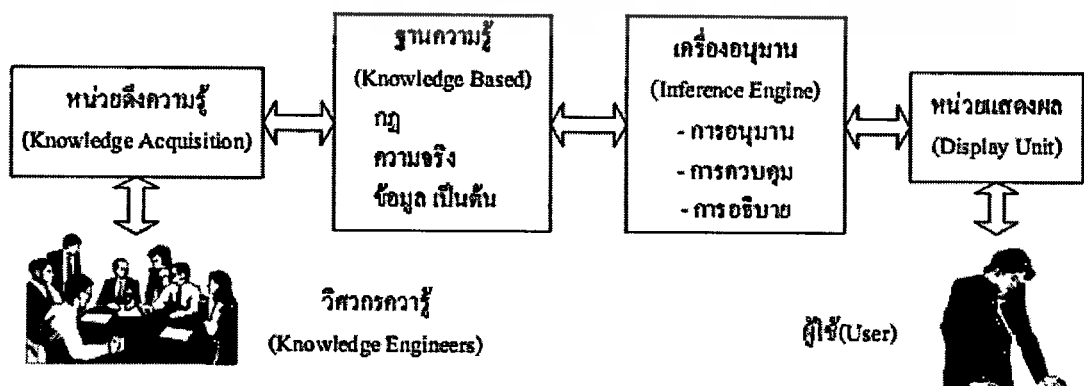 หน่วยดึงความรู้
(Knowledge Acquisition)
ฐานความรู้
(Knowledge Based)
กฎ
ความจริง
ข้อมูล เป็นต้น
เครื่องอนุมาน
(Inference Engine)
- การอนุมาน
- การควบคุม
- การอธิบาย
หน่วยแสดงผล
(Display Unit)
วิศวกรความรู้
(Knowledge Engineers)
ผู้ใช้(User)